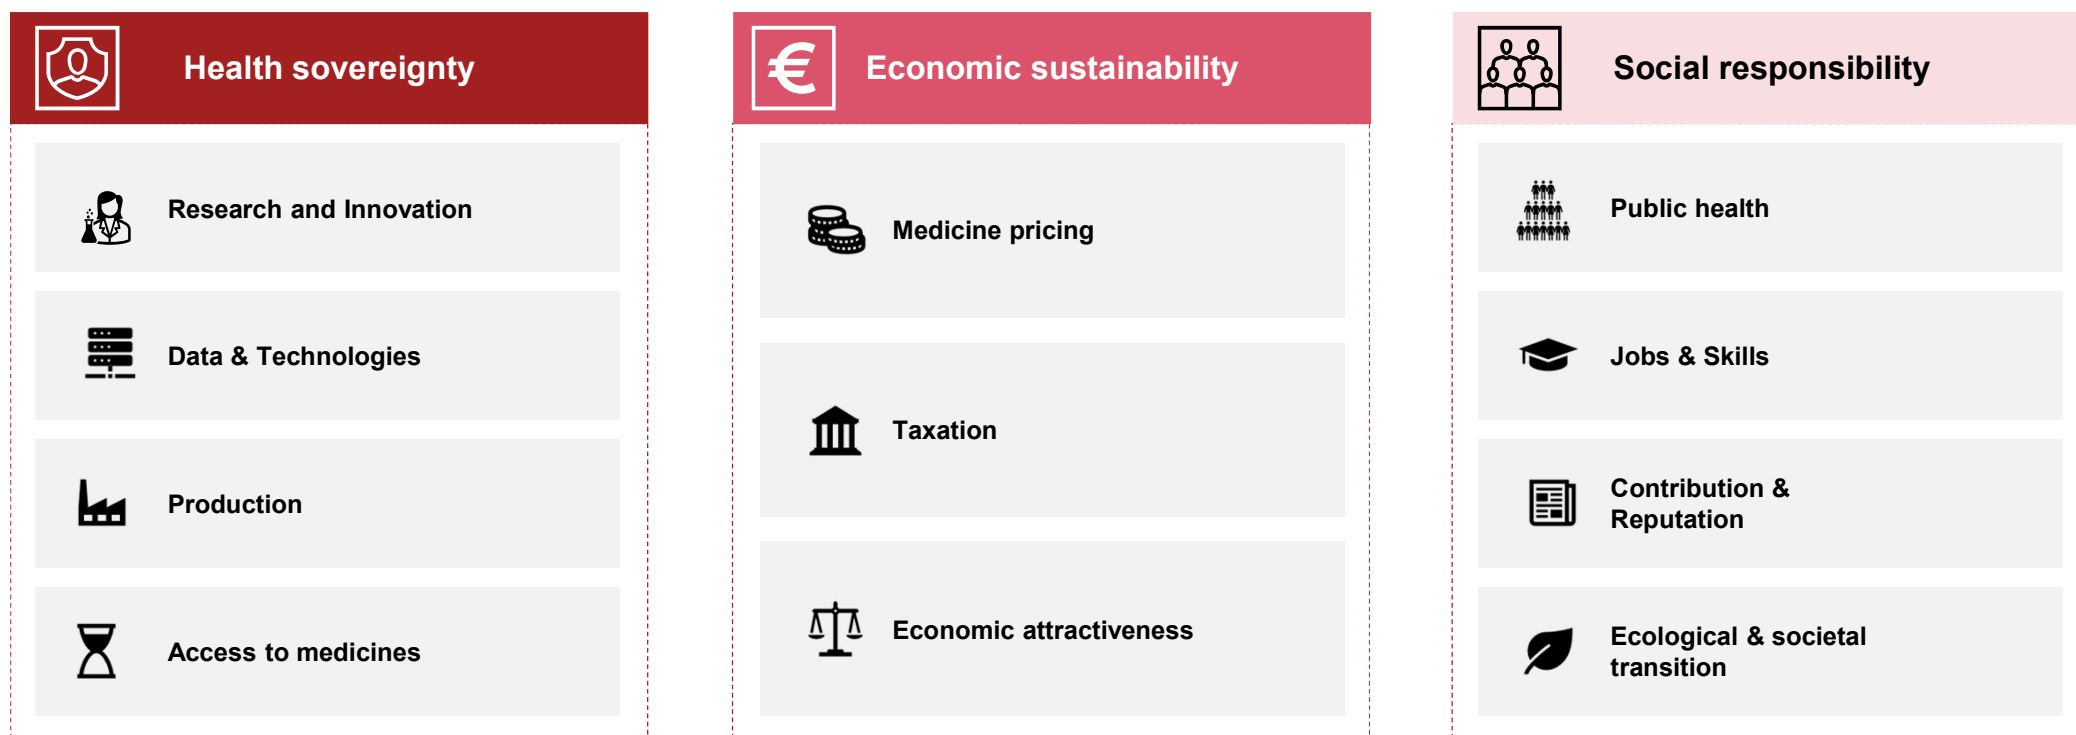 Health sovereignty
Research and Innovation
Data & Technologies
Production
Access to medicines
€
Economic sustainability
Medicine pricing
Taxation
Economic attractiveness
Social responsibility
Public health
Jobs & Skills
Contribution &
Reputation
Ecological & societal
transition